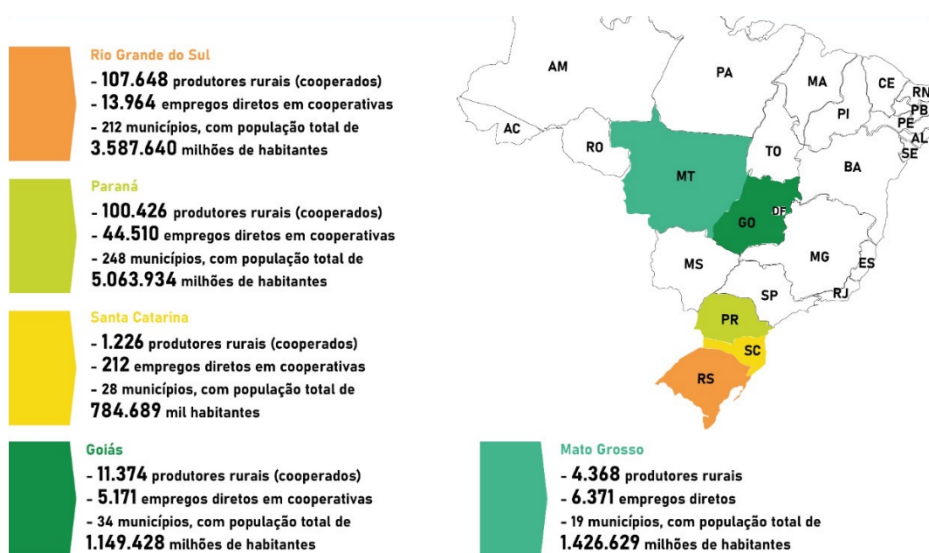 Rio Grande do Sul
- 107.648 produtores rurais (cooperados)
- 13.964 empregos diretos em cooperativas
- 212 municípios, com população total de
3.587.640 milhões de habitantes
Paraná
- 100.426 produtores rurais (cooperados)
- 44.510 empregos diretos em cooperativas
- 248 municípios, com população total de
5.063.934 milhões de habitantes
Santa Catarina
- 1.226 produtores rurais (cooperados)
- 212 empregos diretos em cooperativas
- 28 municípios, com população total de
784.689 mil habitantes
Goiás
- 11.374 produtores rurais (cooperados)
- 5.171 empregos diretos em cooperativas
- 34 municípios, com população total de
1.149.428 milhões de habitantes
Mato Grosso
- 4.368 produtores rurais
- 6.371 empregos diretos
- 19 municípios, com população total de
1.426.629 milhões de habitantes
AM
PA
MA
CE
RN
PB
PE
PI
AL
SE
AC
RO
TO
BA
MT
DF
GO
MG
ES
MS
SP
RJ
PR
SC
RS